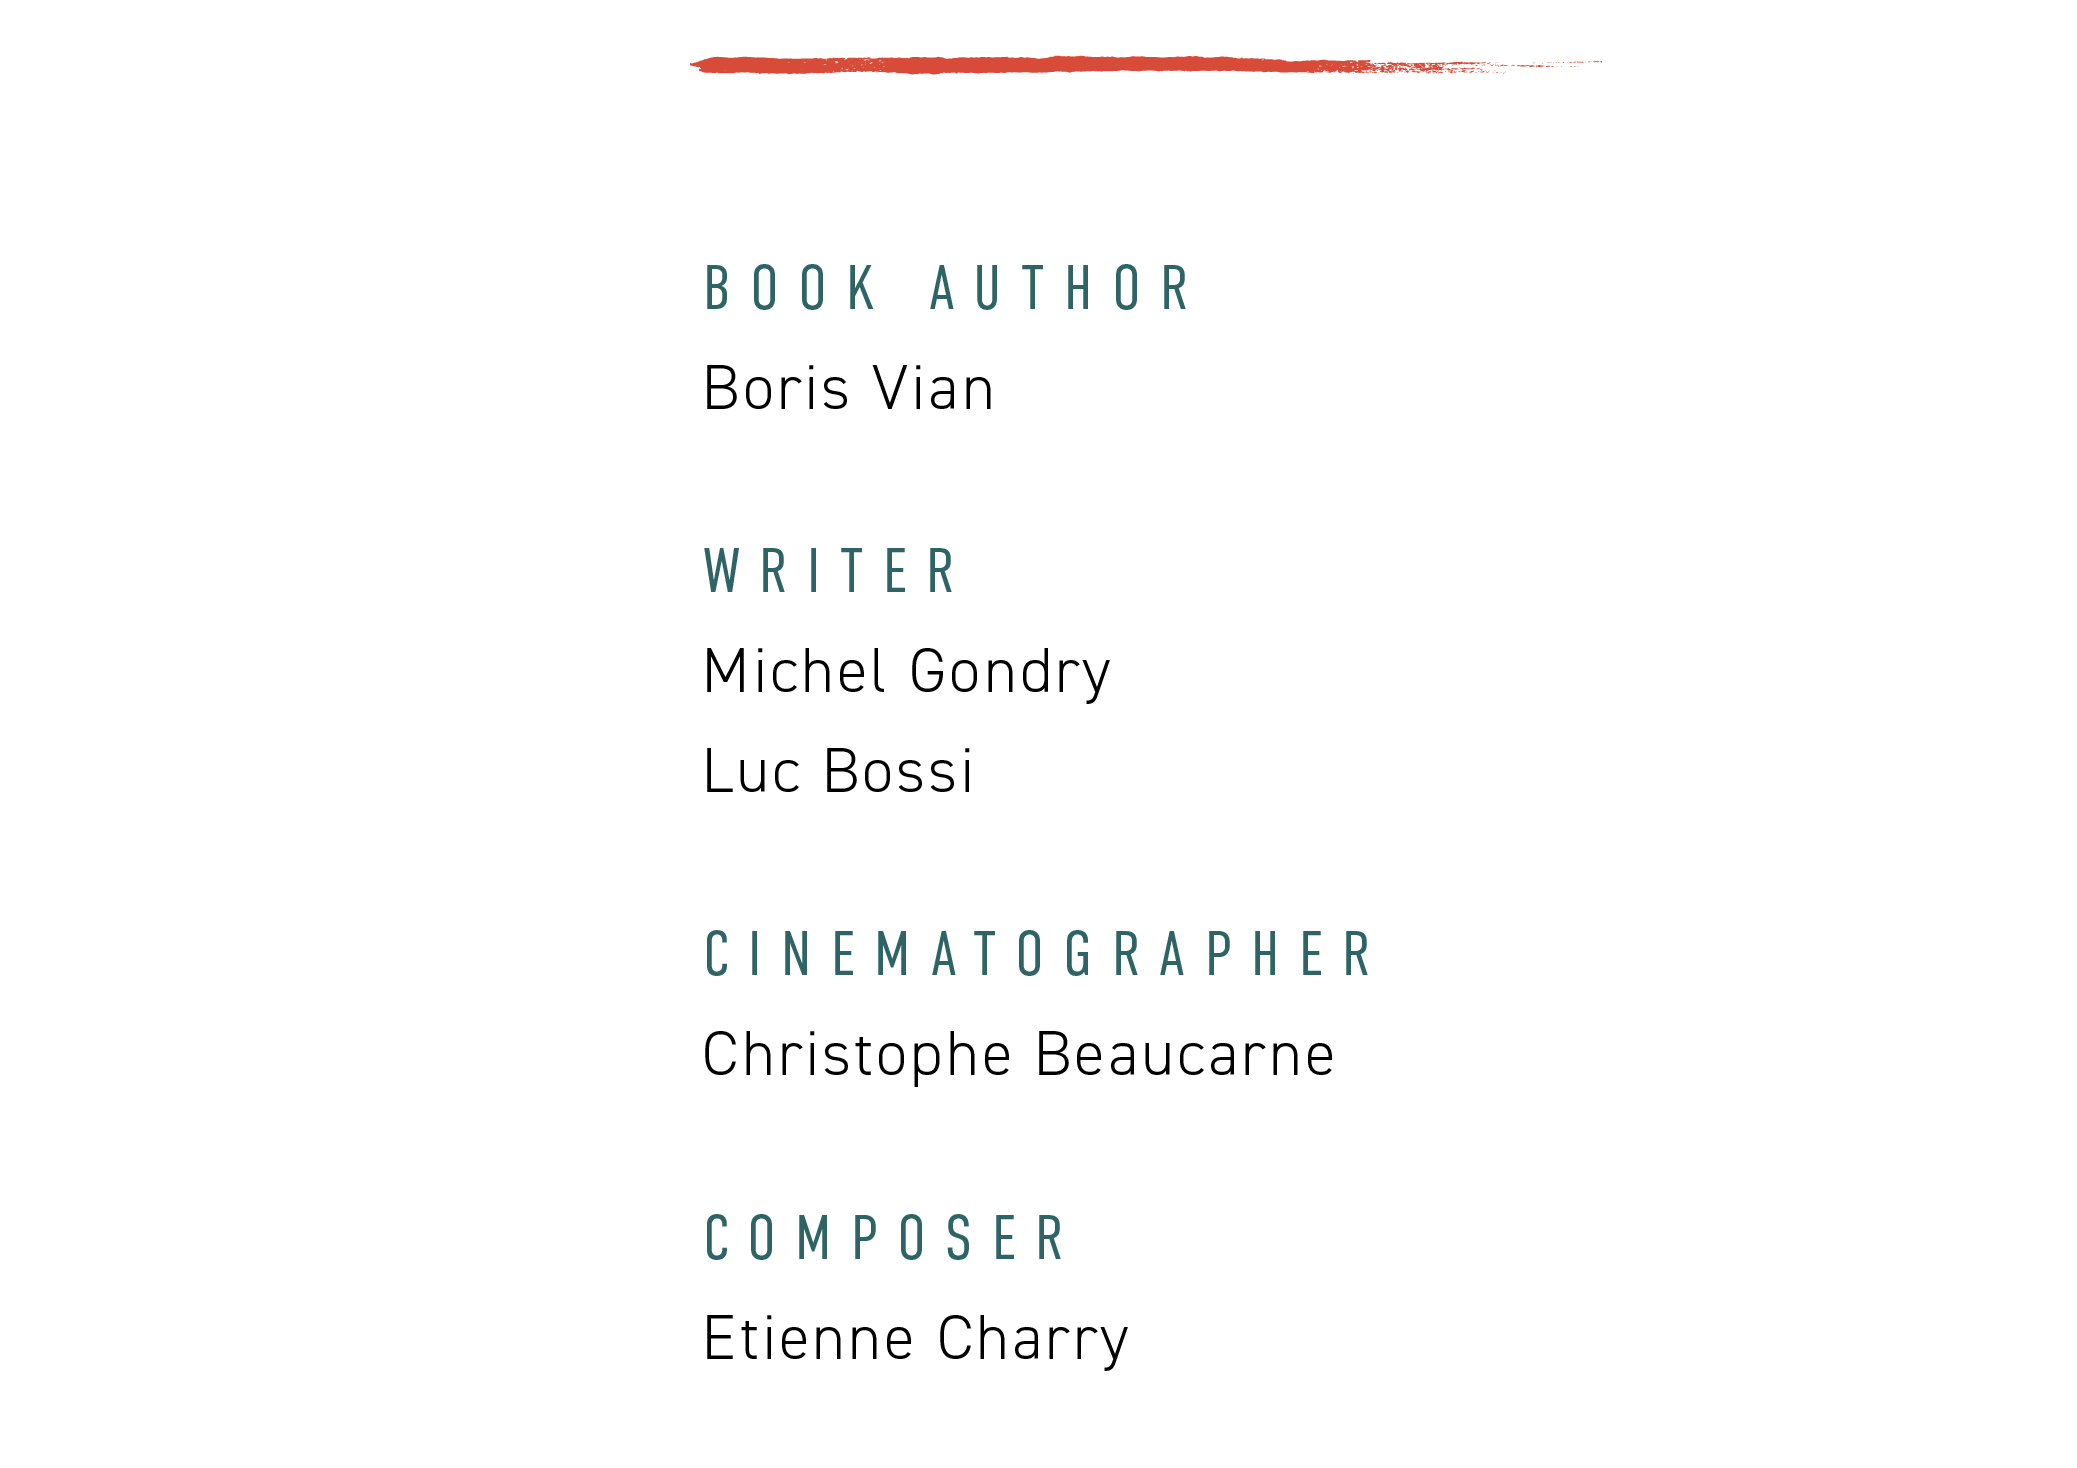 BOOK AUTHOR
Boris Vian
WRITER
Michel Gondry
Luc Bossi
CINEMATOGRAPHER
Christophe Beaucarne
COMPOSER
Etienne Charry